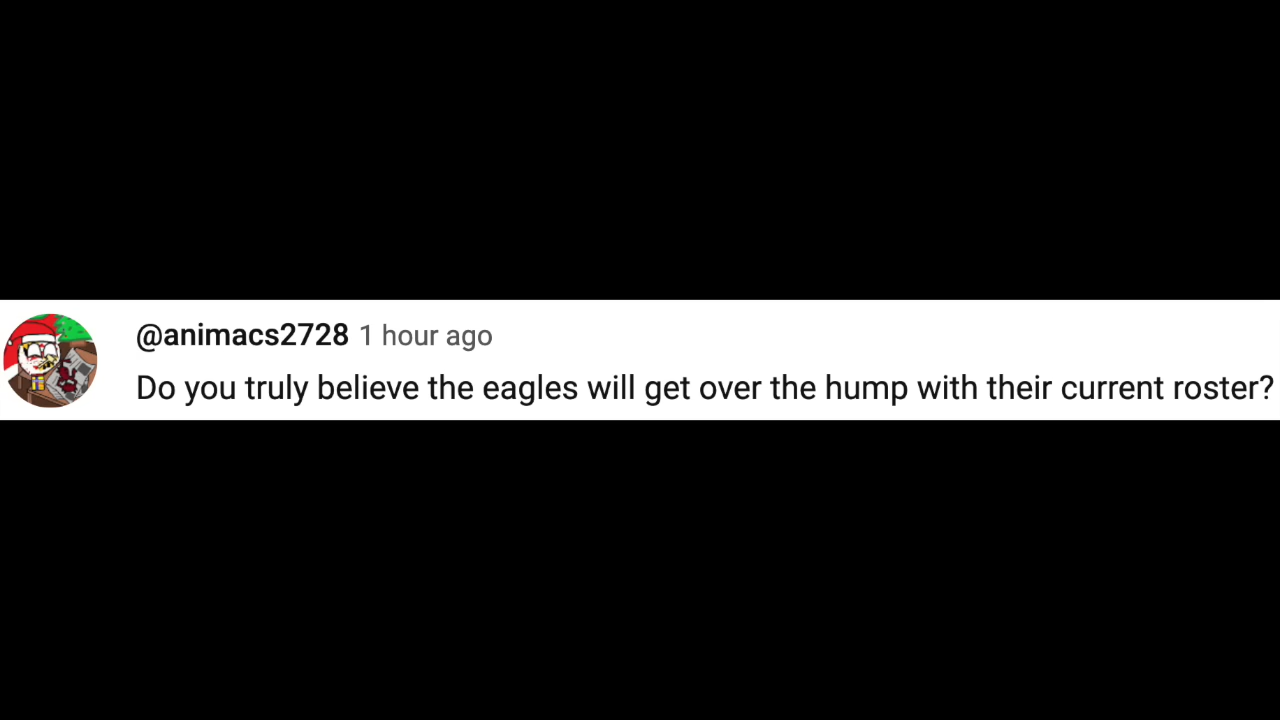 @animacs2728 1 hour ago
Do you truly believe the eagles will get over the hump with their current roster?